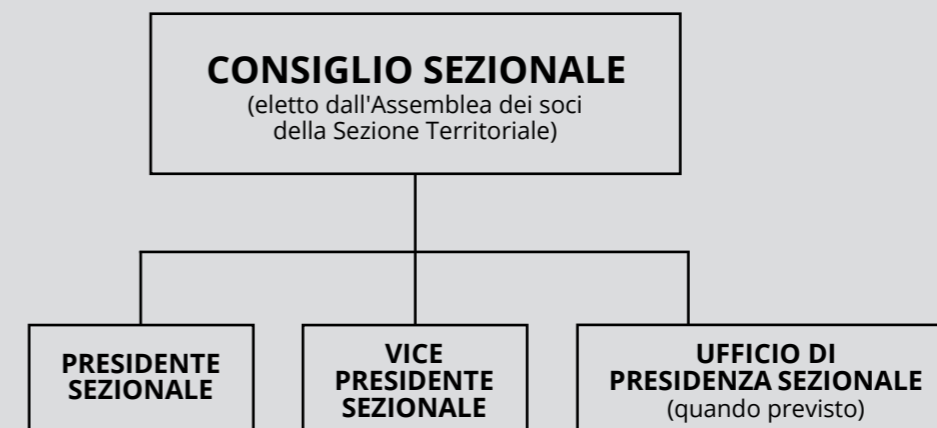 CONSIGLIO SEZIONALE
(eletto dall'Assemblea dei soci
della Sezione Territoriale)
PRESIDENTE
SEZIONALE
VICE
PRESIDENTE
SEZIONALE
UFFICIO DI
PRESIDENZA SEZIONALE
(quando previsto)